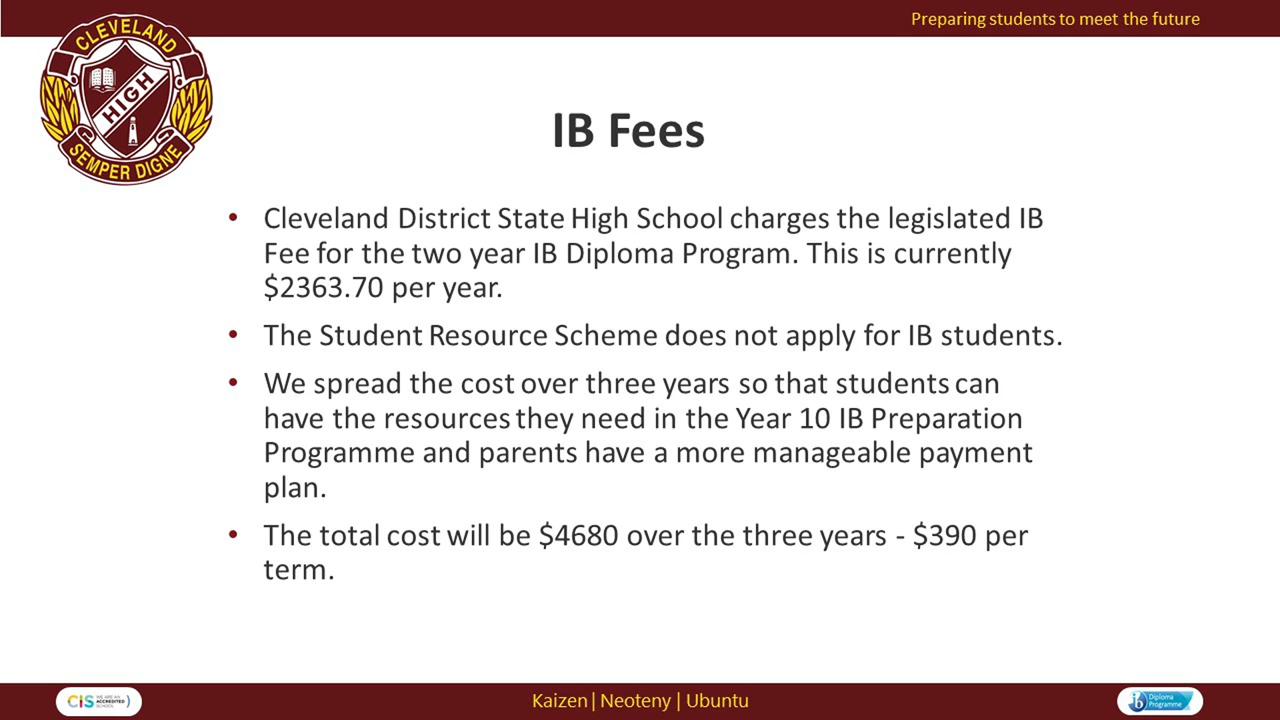 Preparing students to meet the future
CLEVELAND
HIGH
SEMPER DIGNE
IB Fees
• Cleveland District State High School charges the legislated IB
Fee for the two year IB Diploma Program. This is currently
$2363.70 per year.
• The Student Resource Scheme does not apply for IB students.
• We spread the cost over three years so that students can
have the resources they need in the Year 10 IB Preparation
Programme and parents have a more manageable payment
plan.
• The total cost will be $4680 over the three years - $390 per
term.
CIS
WE ARE AN
ACCREDITED
SCHOOL
Kaizen | Neoteny | Ubuntu
Diploma
Programme